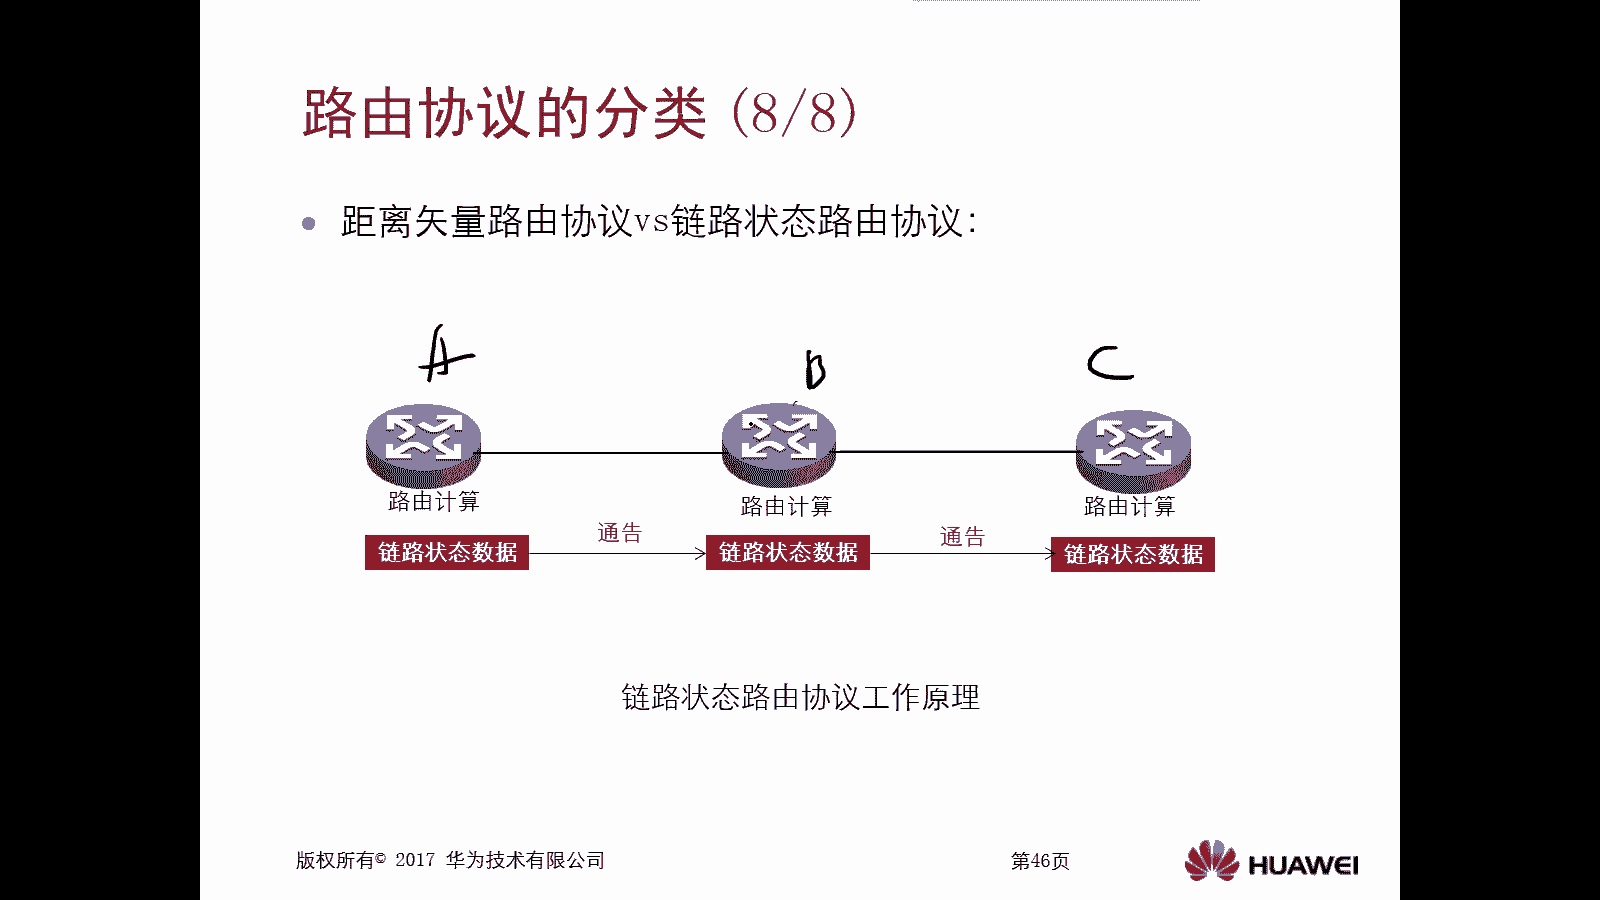 路由协议的分类 (8/8)
距离矢量路由协议vs链路状态路由协议:
A B C
路由计算 路由计算 路由计算
通告 通告
链路状态数据 链路状态数据 链路状态数据
链路状态路由协议工作原理
版权所有© 2017 华为技术有限公司 第46页 HUAWEI